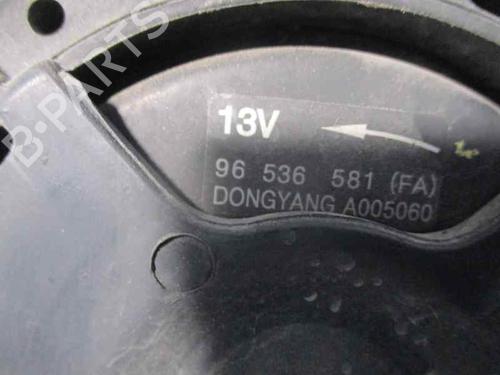 13V
96 536 581 (FA)
DONGYANG A005060
B-PARTS